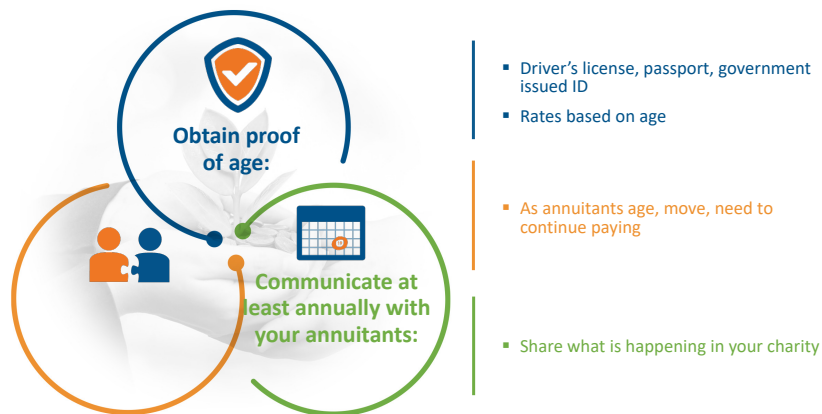 Obtain proof
of age:
Communicate at
least annually with
your annuitants:
▪ Driver’s license, passport, government
issued ID
▪ Rates based on age
▪ As annuitants age, move, need to
continue paying
▪ Share what is happening in your charity